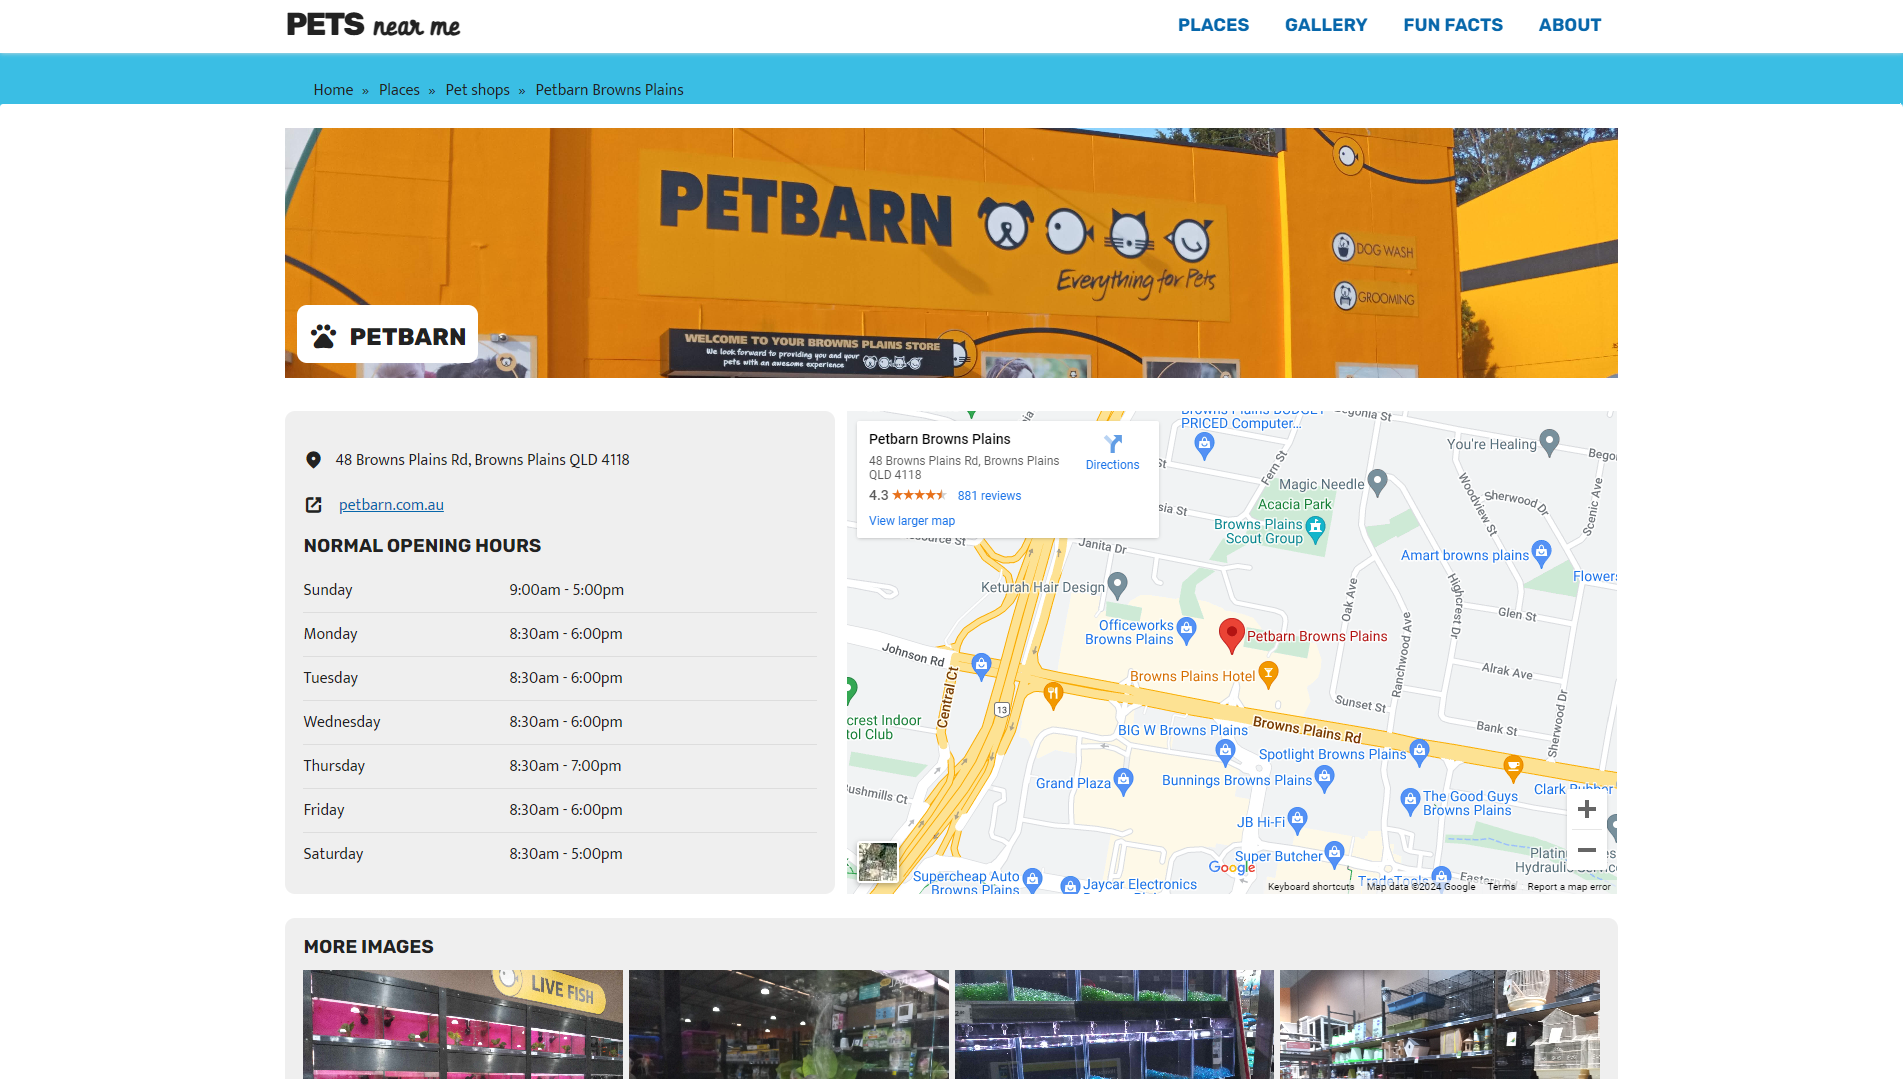 PETS near me
PLACES GALLERY FUN FACTS ABOUT
Home » Places » Pet shops » Petbarn Browns Plains
PETBARN
Everything for Pets
DOG WASH
GROOMING
WELCOME TO YOUR BROWNS PLAINS STORE
We look forward to providing you and your
pets with an awesome experience
PETBARN
48 Browns Plains Rd, Browns Plains QLD 4118
petbarn.com.au
NORMAL OPENING HOURS
Sunday 9:00am - 5:00pm
Monday 8:30am - 6:00pm
Tuesday 8:30am - 6:00pm
Wednesday 8:30am - 6:00pm
Thursday 8:30am - 7:00pm
Friday 8:30am - 6:00pm
Saturday 8:30am - 5:00pm
Petbarn Browns Plains
48 Browns Plains Rd, Browns Plains
QLD 4118
Directions
4.3 881 reviews
View larger map
PRICED Computer...
Begonia St
You're Healing
Fern St
Magic Needle
Acacia Park
Browns Plains
Scout Group
Woodview St
Sherwood Dr
Scenic Ave
Janita Dr
Amart browns plains
Keturah Hair Design
Oak Ave
Highcrest Dr
Glen St
Officeworks
Browns Plains
Petbarn Browns Plains
Ranchwood Ave
Johnson Rd
Browns Plains Hotel
Alrak Ave
Central Ct
13
Sunset St
crest Indoor
tol Club
BIG W Browns Plains
Browns Plains Rd
Bank St
Sherwood Dr
Spotlight Browns Plains
Grand Plaza
Bunnings Browns Plains
The Good Guys
Browns Plains
JB Hi-Fi
Super Butcher
Google
Supercheap Auto
Browns Plains
Jaycar Electronics
Keyboard shortcuts Map data ©2024 Google Terms Report a map error
MORE IMAGES
LIVE FISH